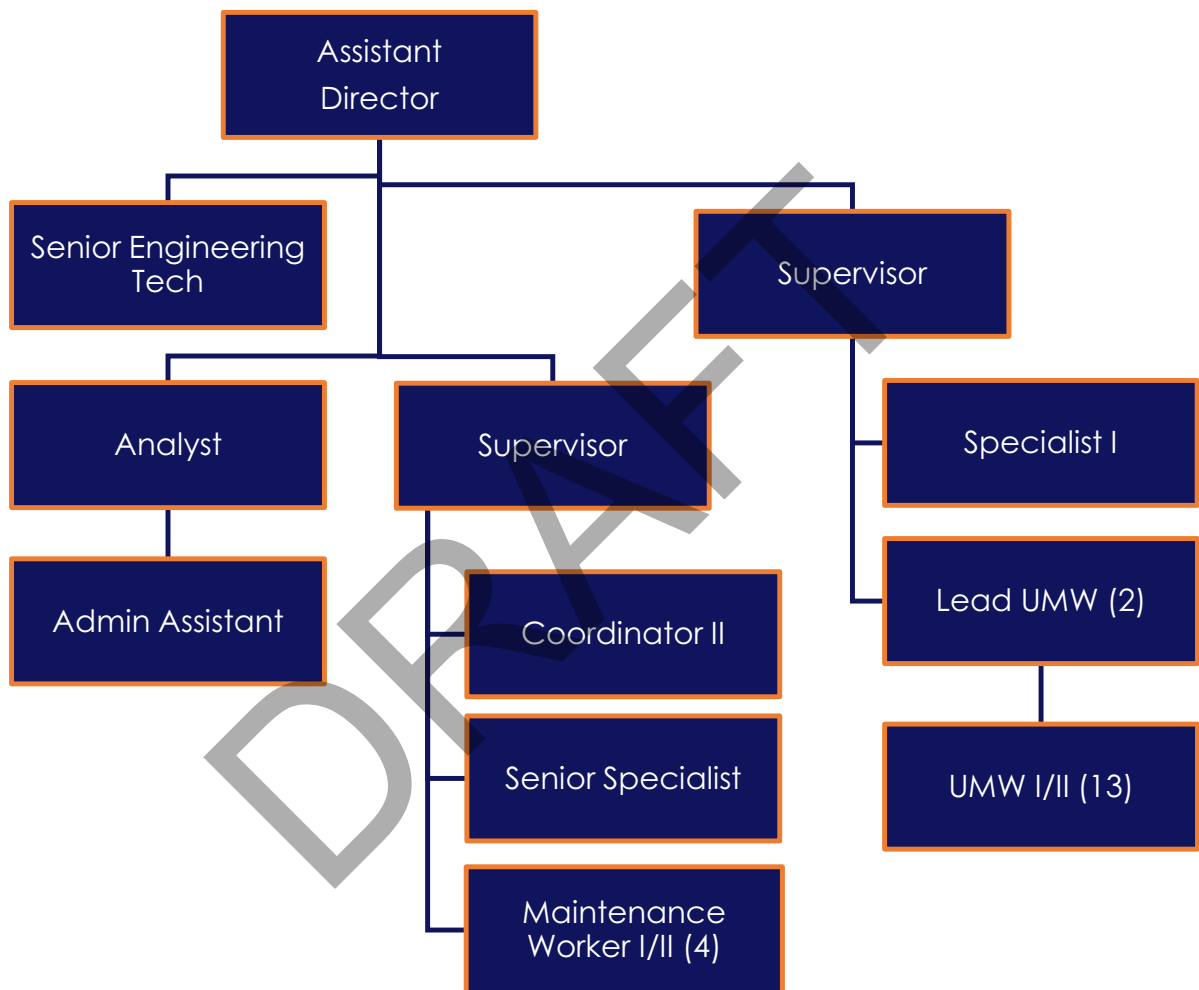 Assistant
Director
Senior Engineering
Tech
Supervisor
Analyst
Supervisor
Specialist I
Admin Assistant
Coordinator II
Lead UMW (2)
Senior Specialist
UMW I/II (13)
Maintenance
Worker I/II (4)
DRAFT